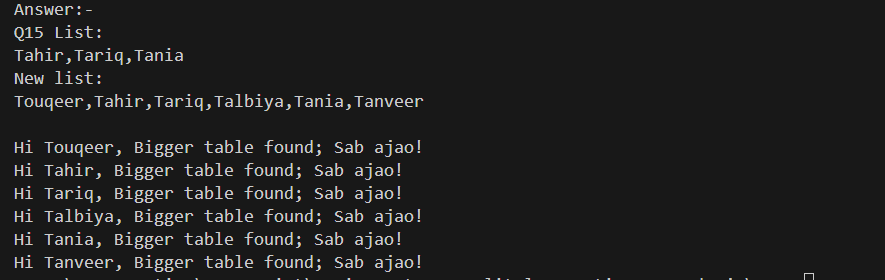 Answer:-
Q15 List:
Tahir,Tariq,Tania
New list:
Touqeer,Tahir,Tariq,Talbiya,Tania,Tanveer
Hi Touqeer, Bigger table found; Sab ajao!
Hi Tahir, Bigger table found; Sab ajao!
Hi Tariq, Bigger table found; Sab ajao!
Hi Talbiya, Bigger table found; Sab ajao!
Hi Tania, Bigger table found; Sab ajao!
Hi Tanveer, Bigger table found; Sab ajao!